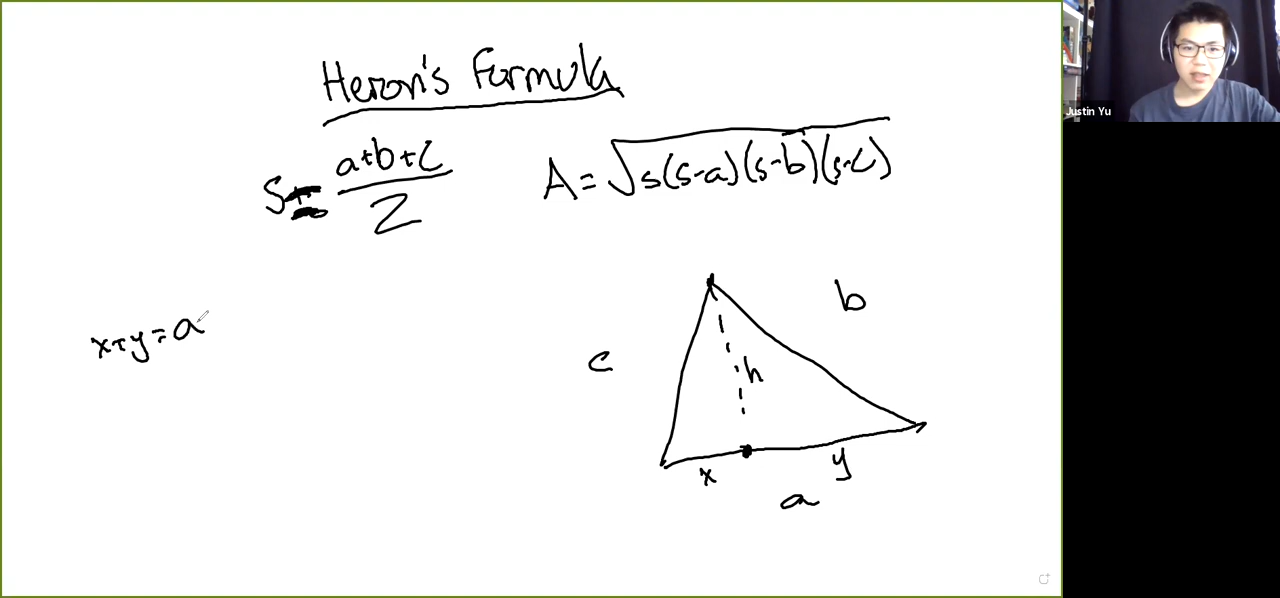 Heron's Formula
S = a+b+c / 2
A = √s(s-a)(s-b)(s-c)
b
x+y=a
c
h
x
y
a
Justin Yu